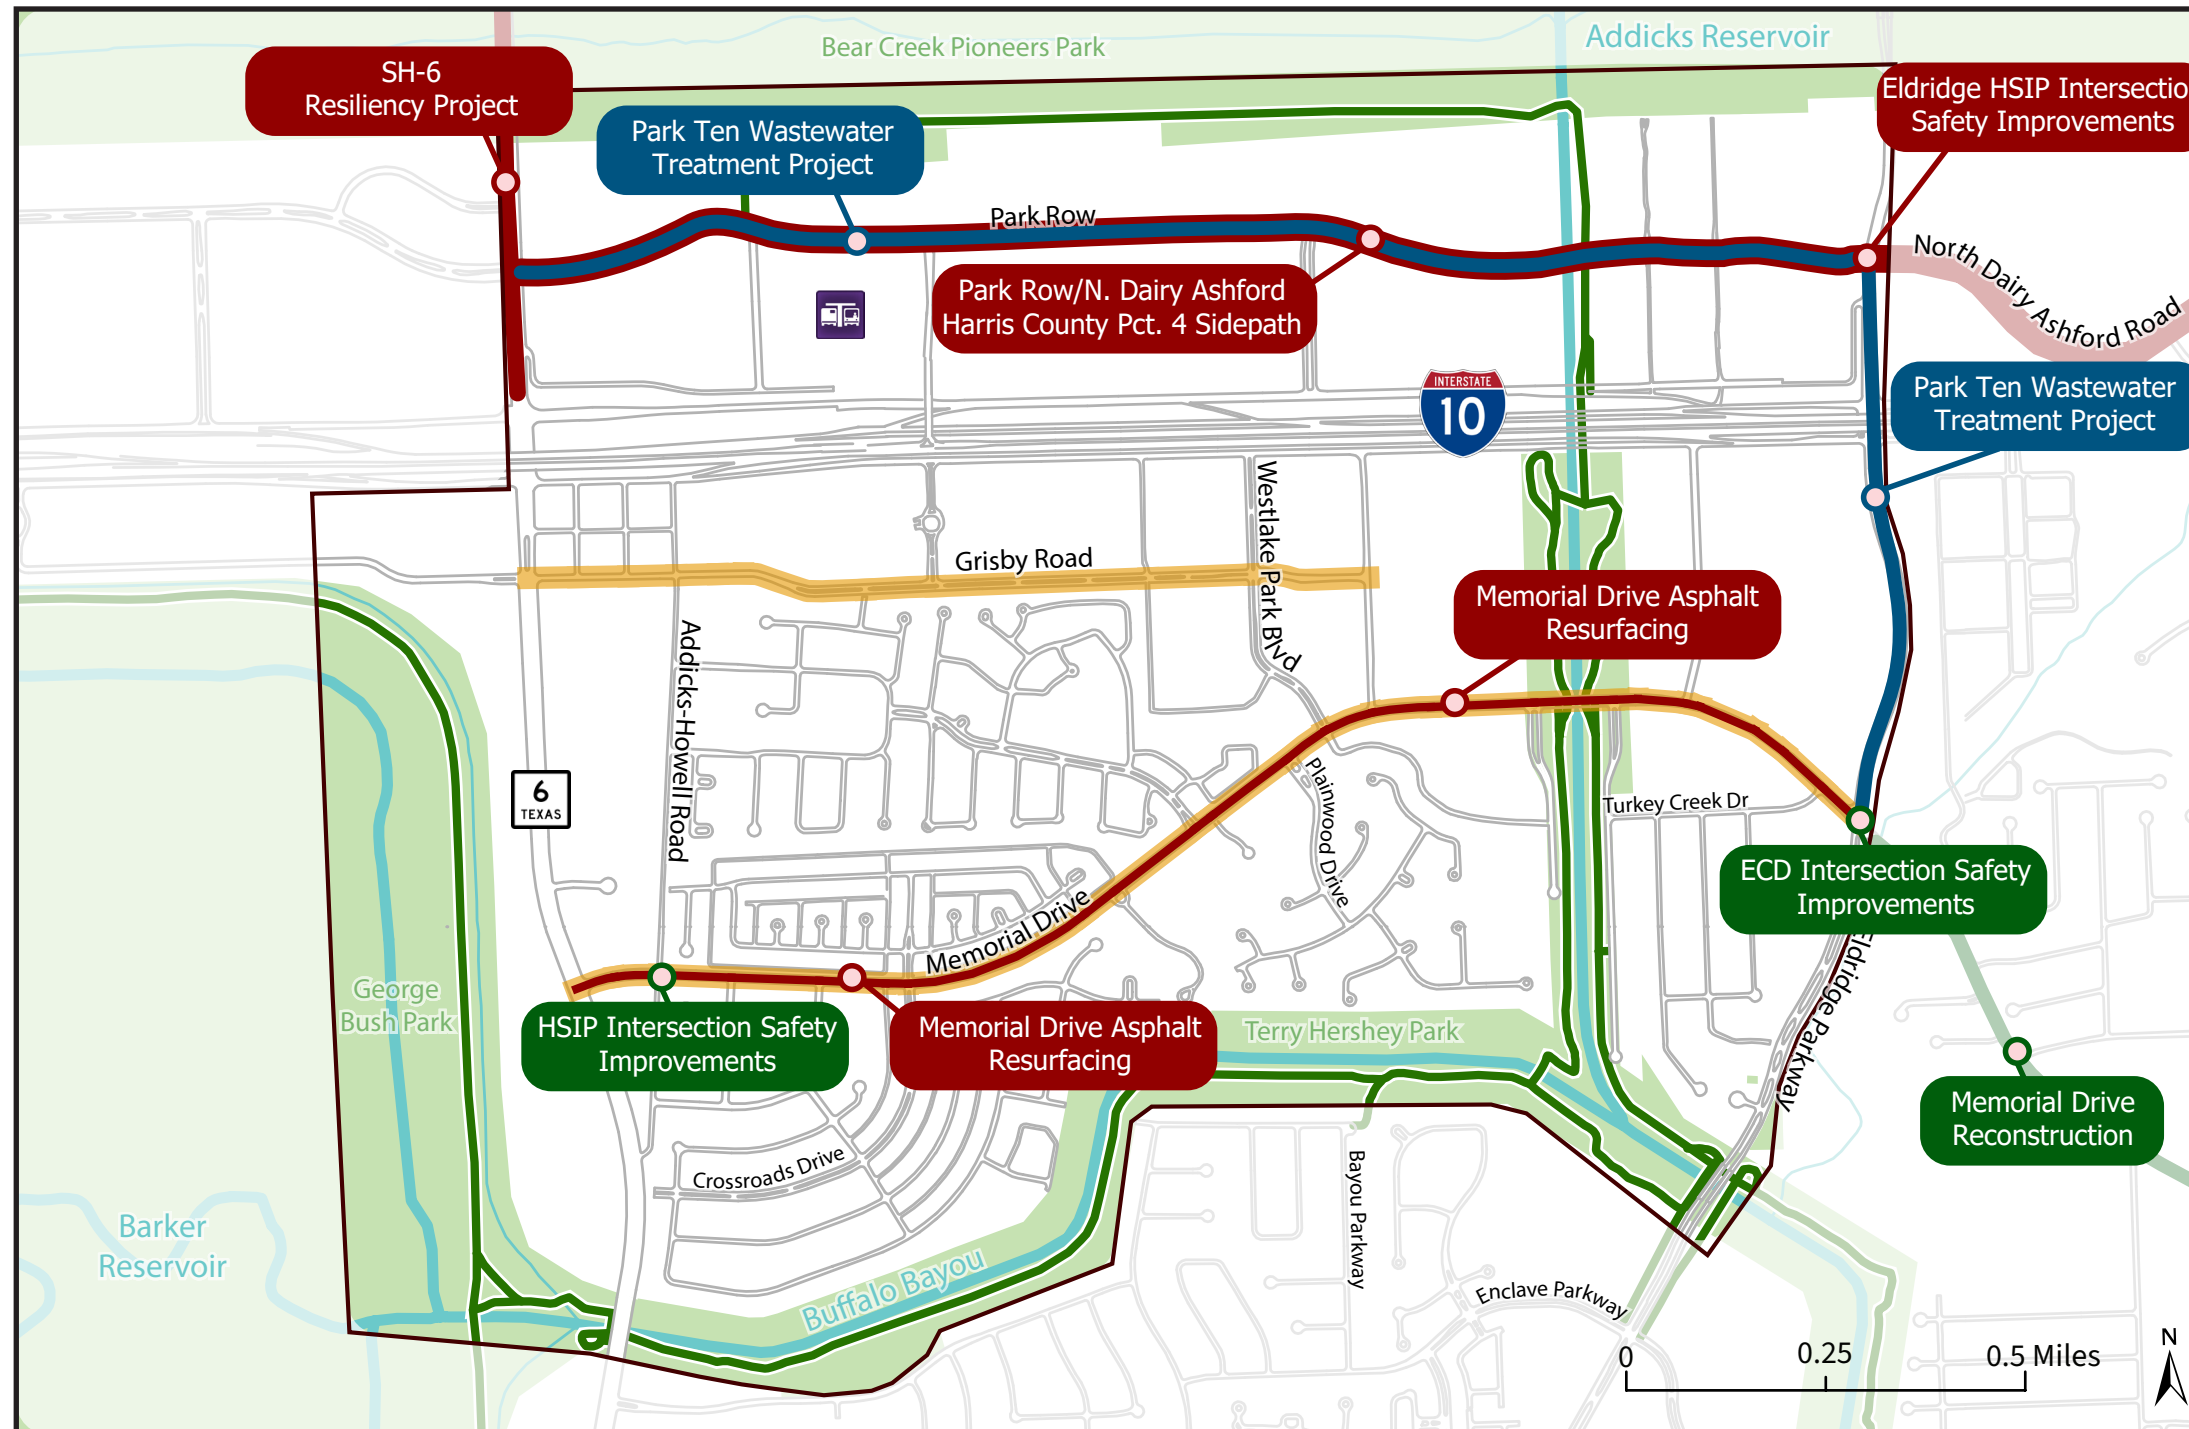 Bear Creek Pioneers Park
Addicks Reservoir
SH-6
Resiliency Project
Eldridge HSIP Intersectio
Safety Improvements
Park Ten Wastewater
Treatment Project
Park Row
North Dairy Ashford Road
Park Row/N. Dairy Ashford
Harris County Pct. 4 Sidepath
INTERSTATE
10
Park Ten Wastewater
Treatment Project
Westlake Park Blvd
Grisby Road
Memorial Drive Asphalt
Resurfacing
Addicks-Howell Road
6
TEXAS
Plainwood Drive
Turkey Creek Dr
ECD Intersection Safety
Improvements
Memorial Drive
Eldridge Parkway
George
Bush Park
HSIP Intersection Safety
Improvements
Memorial Drive Asphalt
Resurfacing
Terry Hershey Park
Memorial Drive
Reconstruction
Crossroads Drive
Bayou Parkway
Barker
Reservoir
Buffalo Bayou
Enclave Parkway
N
0
0.25
0.5 Miles